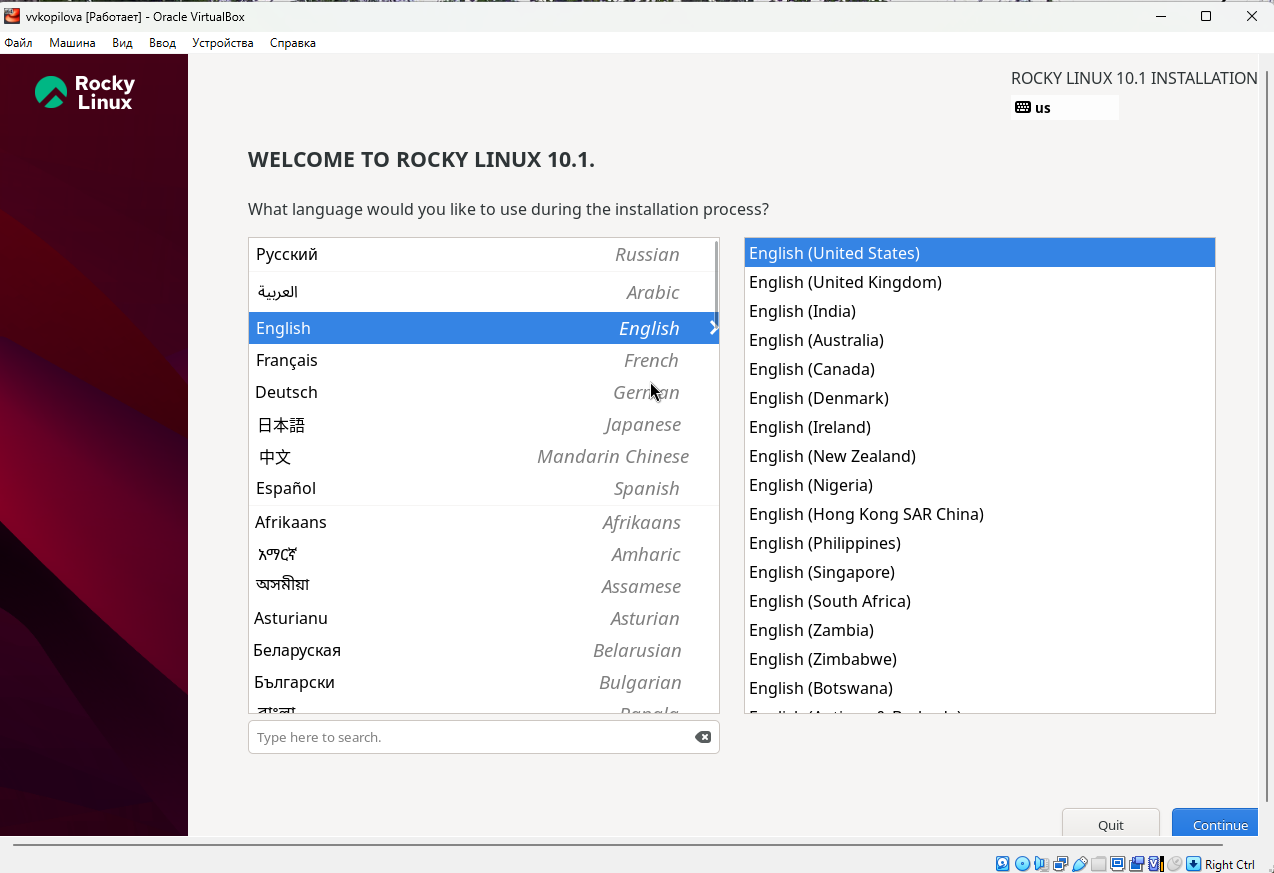 vvkopilova [Работает] - Oracle VirtualBox
Файл Машина Вид Ввод Устройства Справка
Rocky
Linux
ROCKY LINUX 10.1 INSTALLATION
us
WELCOME TO ROCKY LINUX 10.1.
What language would you like to use during the installation process?
Русский Russian
العربية Arabic
English English
Français French
Deutsch German
日本語 Japanese
中文 Mandarin Chinese
Español Spanish
Afrikaans Afrikaans
አማርኛ Amharic
অসমীয়া Assamese
Asturianu Asturian
Беларуская Belarusian
Български Bulgarian
বাংলা Bangla
English (United States)
English (United Kingdom)
English (India)
English (Australia)
English (Canada)
English (Denmark)
English (Ireland)
English (New Zealand)
English (Nigeria)
English (Hong Kong SAR China)
English (Philippines)
English (Singapore)
English (South Africa)
English (Zambia)
English (Zimbabwe)
English (Botswana)
English (Antigua & Barbuda)
Type here to search.
Quit Continue
Right Ctrl